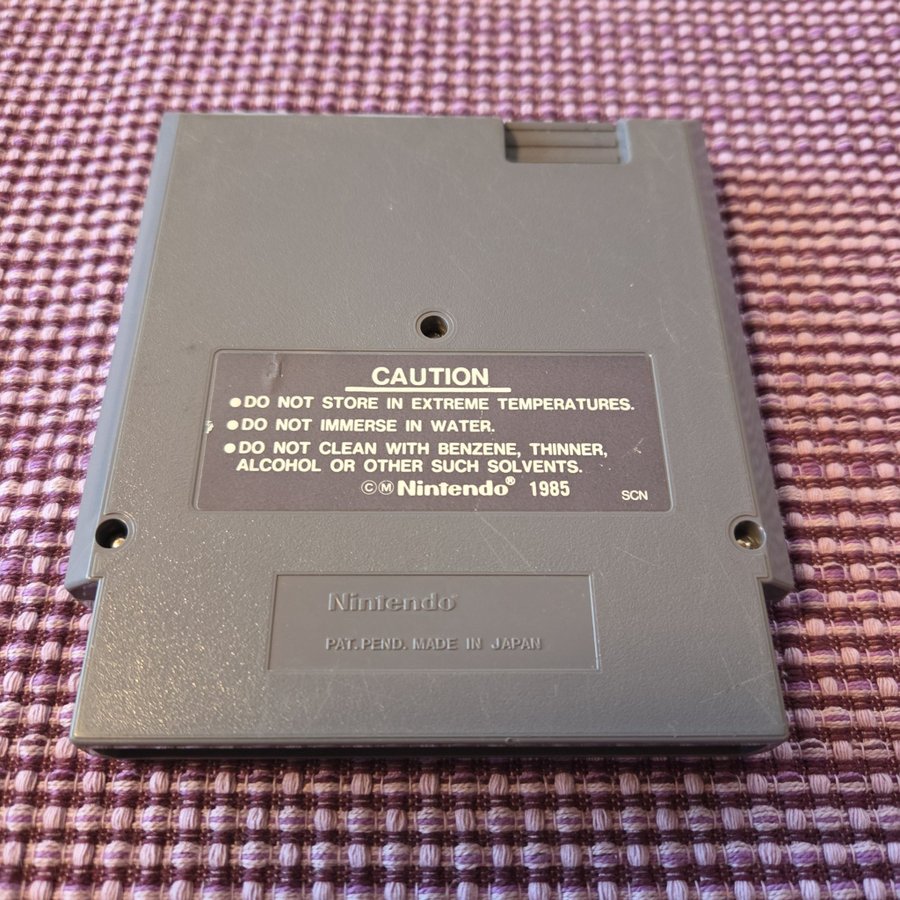 CAUTION
●DO NOT STORE IN EXTREME TEMPERATURES.
●DO NOT IMMERSE IN WATER.
●DO NOT CLEAN WITH BENZENE, THINNER,
ALCOHOL OR OTHER SUCH SOLVENTS.
ⒸⓂNintendo® 1985 SCN
Nintendo®
PAT. PEND. MADE IN JAPAN